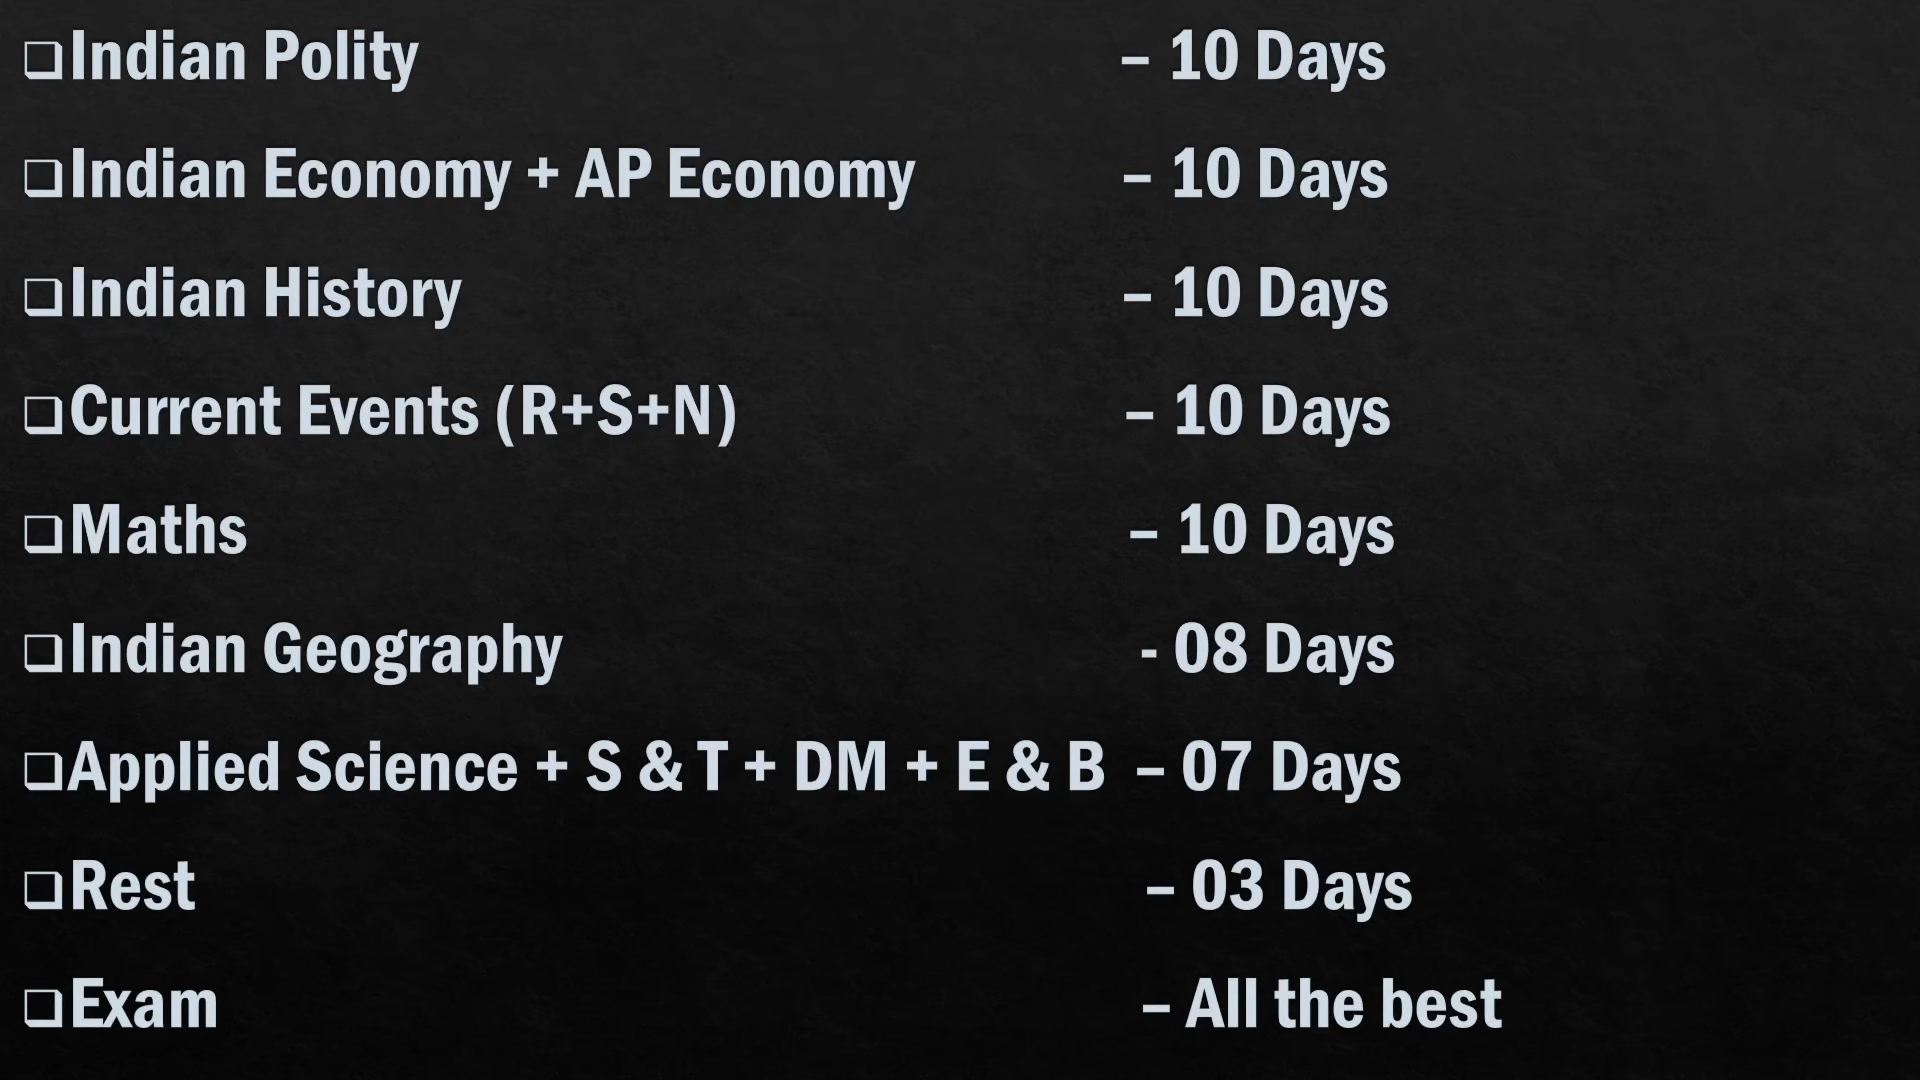 ❑Indian Polity – 10 Days
❑Indian Economy + AP Economy – 10 Days
❑Indian History – 10 Days
❑Current Events (R+S+N) – 10 Days
❑Maths – 10 Days
❑Indian Geography - 08 Days
❑Applied Science + S & T + DM + E & B – 07 Days
❑Rest – 03 Days
❑Exam – All the best